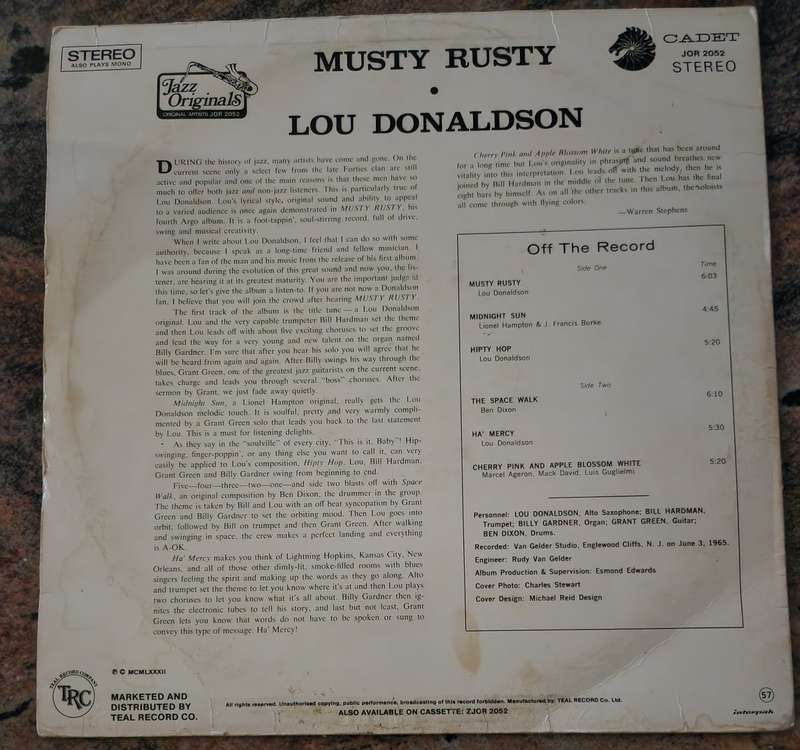 STEREO
ALSO PLAYS MONO
Jazz
Originals
ORIGINAL ARTISTS JOR 2052
MUSTY RUSTY
•
LOU DONALDSON
CADET
JOR 2052
STEREO
DURING the history of jazz, many artists have come and gone. On the
current scene only a select few from the late Forties clan are still
active and popular and one of the main reasons is that these men have so
much to offer both jazz and non-jazz listeners. This is particularly true of
Lou Donaldson. Lou's lyrical style, original sound and ability to appeal
to a varied audience is once again demonstrated in MUSTY RUSTY, his
fourth Argo album. It is a foot-tappin', soul-stirring record, full of drive,
swing and musical creativity.
When I write about Lou Donaldson, I feel that I can do so with some
authority, because I speak as a long-time friend and fellow musician. I
have been a fan of the man and his music from the release of his first album.
I was around during the evolution of this great sound and now you, the lis-
tener, are hearing it at its greatest maturity. You are the important judge at
this time, so let's give the album a listen-to. If you are not now a Donaldson
fan, I believe that you will join the crowd after hearing MUSTY RUSTY.
The first track of the album is the title tune — a Lou Donaldson
original. Lou and the very capable trumpeter Bill Hardman set the theme
and then Lou leads off with about five exciting choruses to set the groove
and lead the way for a very young and new talent on the organ named
Billy Gardner. I'm sure that after you hear his solo you will agree that he
will be heard from again and again. After Billy swings his way through the
blues, Grant Green, one of the greatest jazz guitarists on the current scene,
takes charge and leads you through several "boss" choruses. After the
sermon by Grant, we just fade away quietly.
Midnight Sun, a Lionel Hampton original, really gets the Lou
Donaldson melodic touch. It is soulful, pretty and very warmly compli-
mented by a Grant Green solo that leads you back to the last statement
by Lou. This is a must for listening delights.
As they say in the "soulville" of every city, "This is it, Baby"! Hip-
swinging, finger-poppin', or any thing else you want to call it, can very
easily be applied to Lou's composition, Hipty Hop. Lou, Bill Hardman,
Grant Green and Billy Gardner swing from beginning to end.
Five—four—three—two—one—and side two blasts off with Space
Walk, an original composition by Ben Dixon, the drummer in the group.
The theme is taken by Bill and Lou with an off beat syncopation by Grant
Green and Billy Gardner to set the orbiting mood. Then Lou goes into
orbit, followed by Bill on trumpet and then Grant Green. After walking
and swinging in space, the crew makes a perfect landing and everything
is A-OK.
Ha' Mercy makes you think of Lightning Hopkins, Kansas City, New
Orleans, and all of those other dimly-lit, smoke-filled rooms with blues
singers feeling the spirit and making up the words as they go along. Alto
and trumpet set the theme to let you know where it's at and then Lou plays
two choruses to let you know what it's all about. Billy Gardner then ig-
nites the electronic tubes to tell his story, and last but not least, Grant
Green lets you know that words do not have to be spoken or sung to
convey this type of message. Ha' Mercy!
Cherry Pink and Apple Blossom White is a tune that has been around
for a long time but Lou's originality in phrasing and sound breathes new
vitality into this interpretation. Lou leads off with the melody, then he is
joined by Bill Hardman in the middle of the tune. Then Lou has the final
eight bars by himself. As on all the other tracks in this album, the soloists
all come through with flying colors.
—Warren Stephens
Off The Record
Side One Time
MUSTY RUSTY 6:03
Lou Donaldson
MIDNIGHT SUN 4:45
Lionel Hampton & J. Francis Burke
HIPTY HOP 5:20
Lou Donaldson
Side Two
THE SPACE WALK 6:10
Ben Dixon
HA' MERCY 5:30
Lou Donaldson
CHERRY PINK AND APPLE BLOSSOM WHITE 5:20
Marcel Ageron, Mack David, Luis Guglielmi
Personnel: LOU DONALDSON, Alto Saxophone; BILL HARDMAN,
Trumpet; BILLY GARDNER, Organ; GRANT GREEN, Guitar;
BEN DIXON, Drums.
Recorded: Van Gelder Studio, Englewood Cliffs, N. J. on June 3, 1965.
Engineer: Rudy Van Gelder
Album Production & Supervision: Esmond Edwards
Cover Photo: Charles Stewart
Cover Design: Michael Reid Design
TEAL RECORD COMPANY
TRC
℗ © MCMLXXXII
MARKETED AND
DISTRIBUTED BY
TEAL RECORD CO.
All rights reserved. Unauthorised copying, public performance, broadcasting of this record forbidden. Manufactured by: TEAL RECORD Co. Ltd.
ALSO AVAILABLE ON CASSETTE: ZJOR 2052
57
interpak